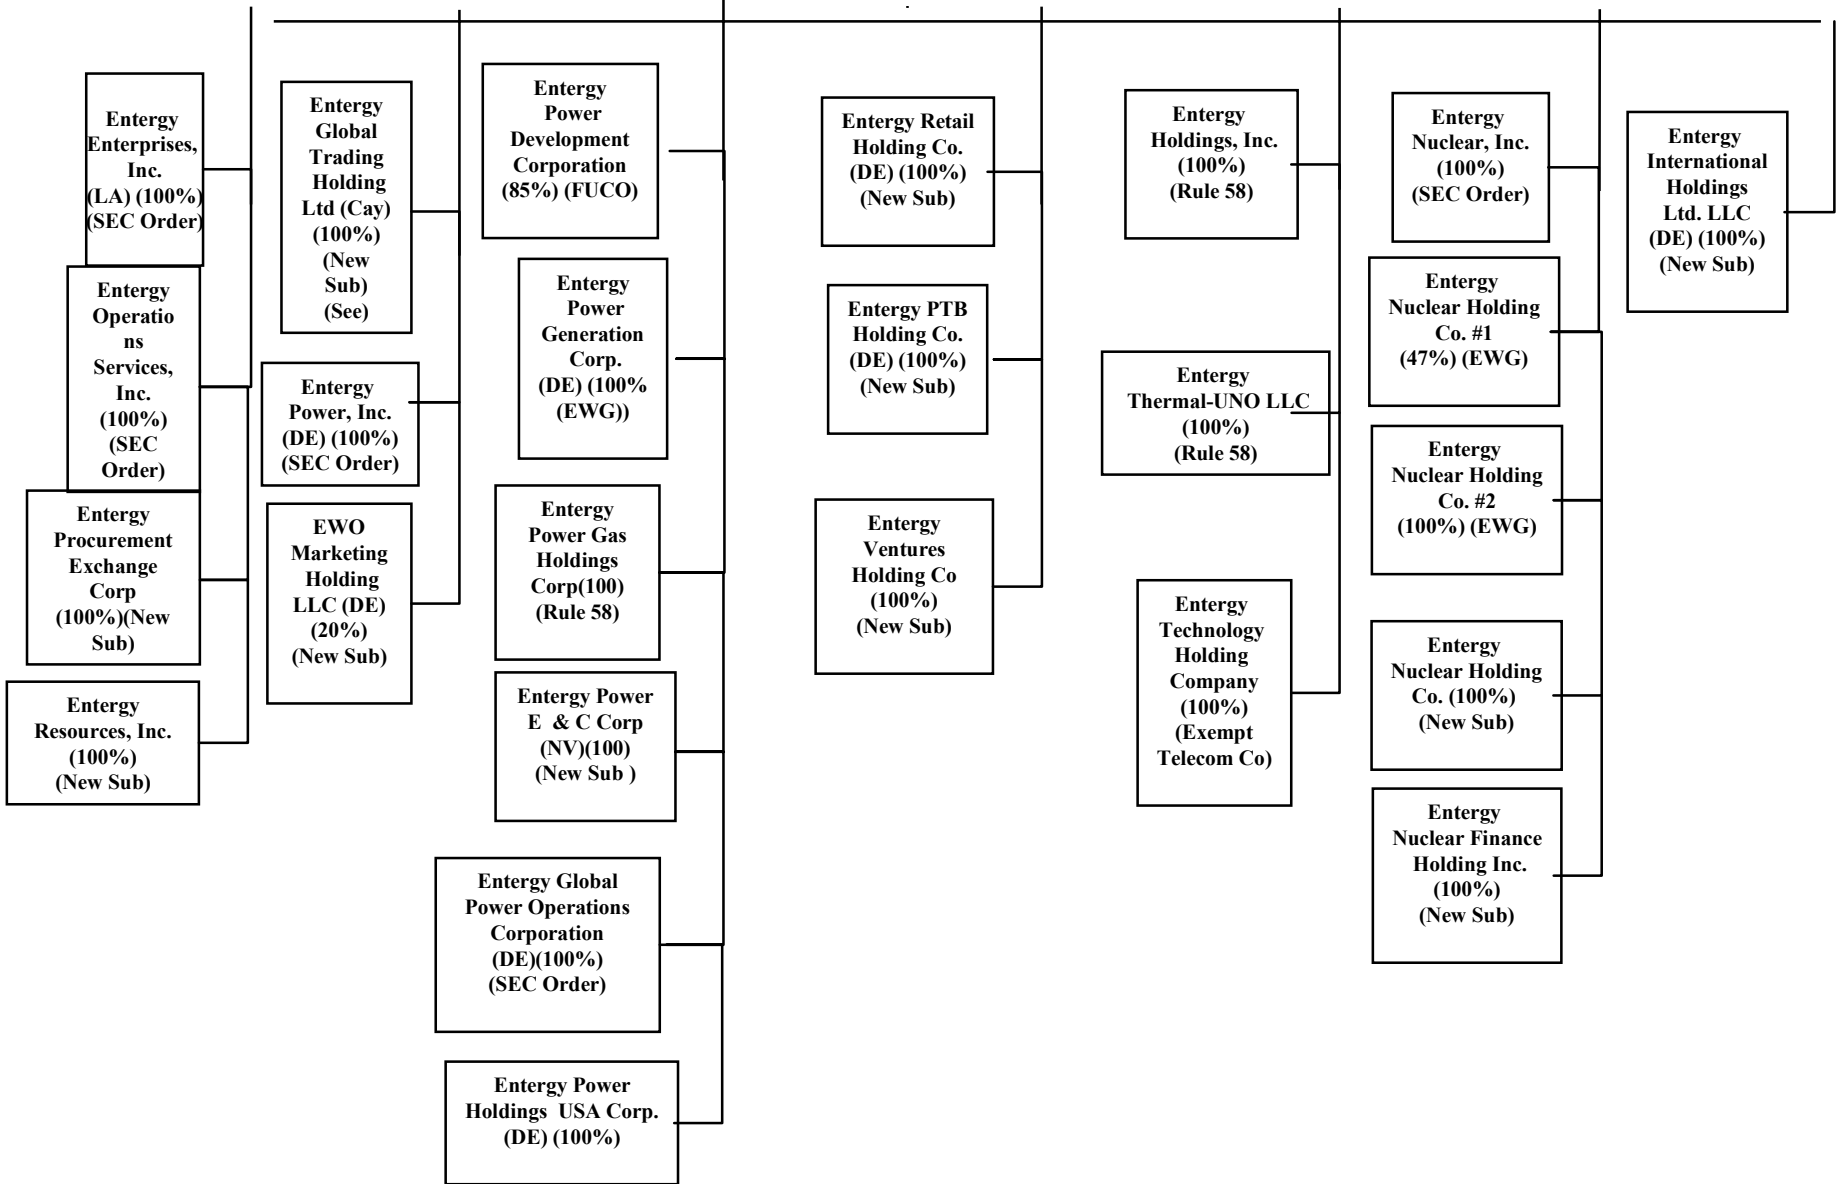 Entergy
Enterprises,
Inc.
(LA) (100%)
(SEC Order)
Entergy
Operatio
ns
Services,
Inc.
(100%)
(SEC
Order)
Entergy
Procurement
Exchange
Corp
(100%)(New
Sub)
Entergy
Resources, Inc.
(100%)
(New Sub)
Entergy
Global
Trading
Holding
Ltd (Cay)
(100%)
(New
Sub)
(See)
Entergy
Power, Inc.
(DE) (100%)
(SEC Order)
EWO
Marketing
Holding
LLC (DE)
(20%)
(New Sub)
Entergy
Power
Development
Corporation
(85%) (FUCO)
Entergy
Power
Generation
Corp.
(DE) (100%
(EWG))
Entergy
Power Gas
Holdings
Corp(100)
(Rule 58)
Entergy Power
E & C Corp
(NV)(100)
(New Sub )
Entergy Global
Power Operations
Corporation
(DE)(100%)
(SEC Order)
Entergy Power
Holdings USA Corp.
(DE) (100%)
Entergy Retail
Holding Co.
(DE) (100%)
(New Sub)
Entergy PTB
Holding Co.
(DE) (100%)
(New Sub)
Entergy
Ventures
Holding Co
(100%)
(New Sub)
Entergy
Holdings, Inc.
(100%)
(Rule 58)
Entergy
Thermal-UNO LLC
(100%)
(Rule 58)
Entergy
Technology
Holding
Company
(100%)
(Exempt
Telecom Co)
Entergy
Nuclear, Inc.
(100%)
(SEC Order)
Entergy
Nuclear Holding
Co. #1
(47%) (EWG)
Entergy
Nuclear Holding
Co. #2
(100%) (EWG)
Entergy
Nuclear Holding
Co. (100%)
(New Sub)
Entergy
Nuclear Finance
Holding Inc.
(100%)
(New Sub)
Entergy
International
Holdings
Ltd. LLC
(DE) (100%)
(New Sub)